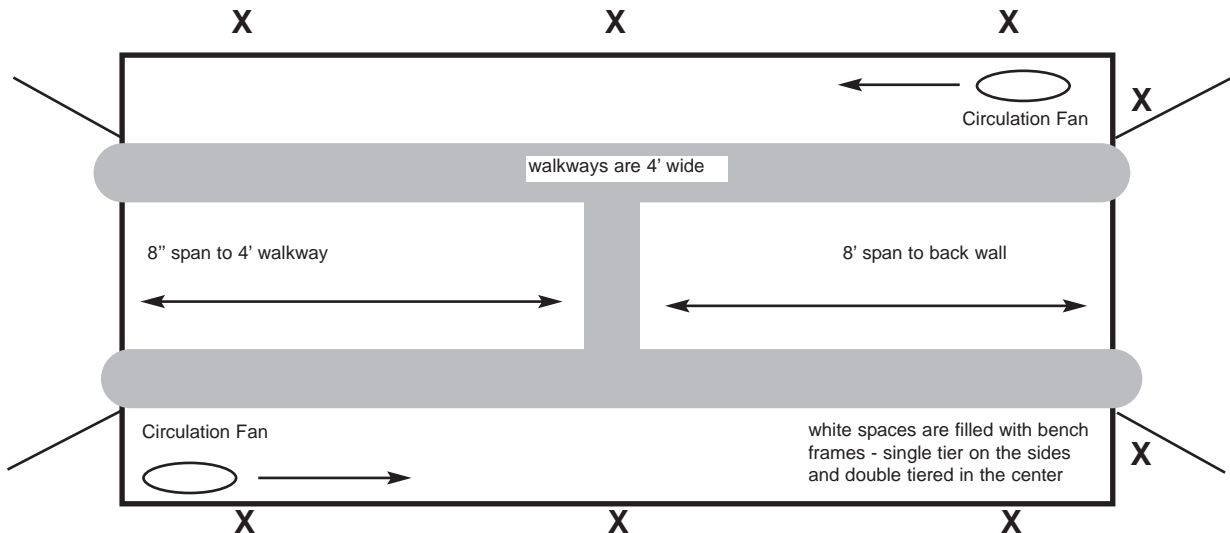 X X X
X
Circulation Fan
walkways are 4’ wide
8’’ span to 4’ walkway
8’ span to back wall
Circulation Fan
white spaces are filled with bench
frames - single tier on the sides
and double tiered in the center
X
X X X